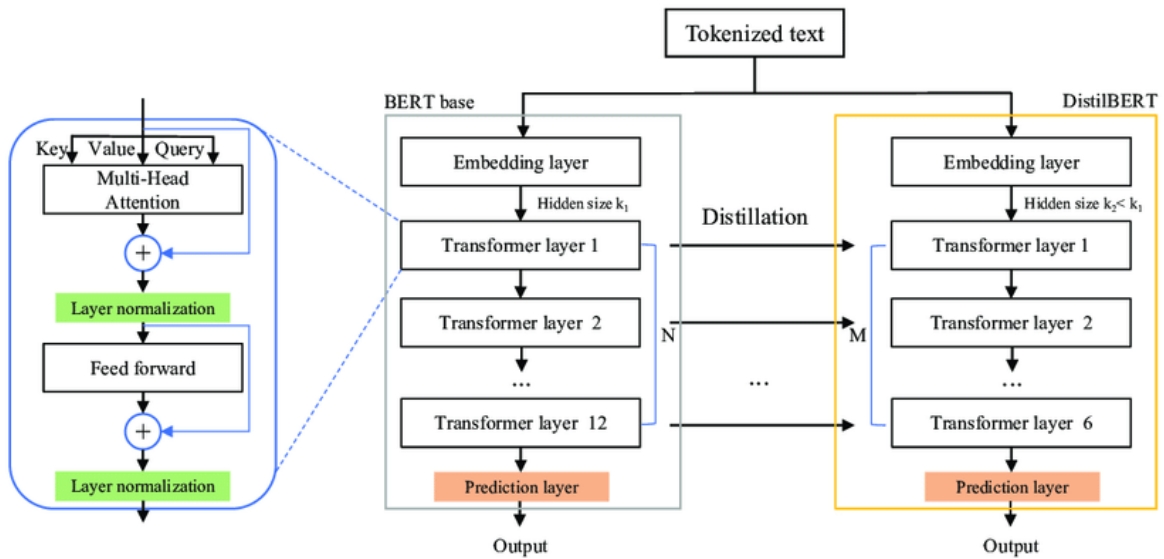 Tokenized text
BERT base
DistilBERT
Key Value Query
Multi-Head
Attention
+
Layer normalization
Feed forward
+
Layer normalization
Embedding layer
Hidden size k₁
Transformer layer 1
Transformer layer 2
...
Transformer layer 12
N
Prediction layer
Output
Distillation
...
Embedding layer
Hidden size k₂< k₁
Transformer layer 1
Transformer layer 2
...
M
Transformer layer 6
Prediction layer
Output